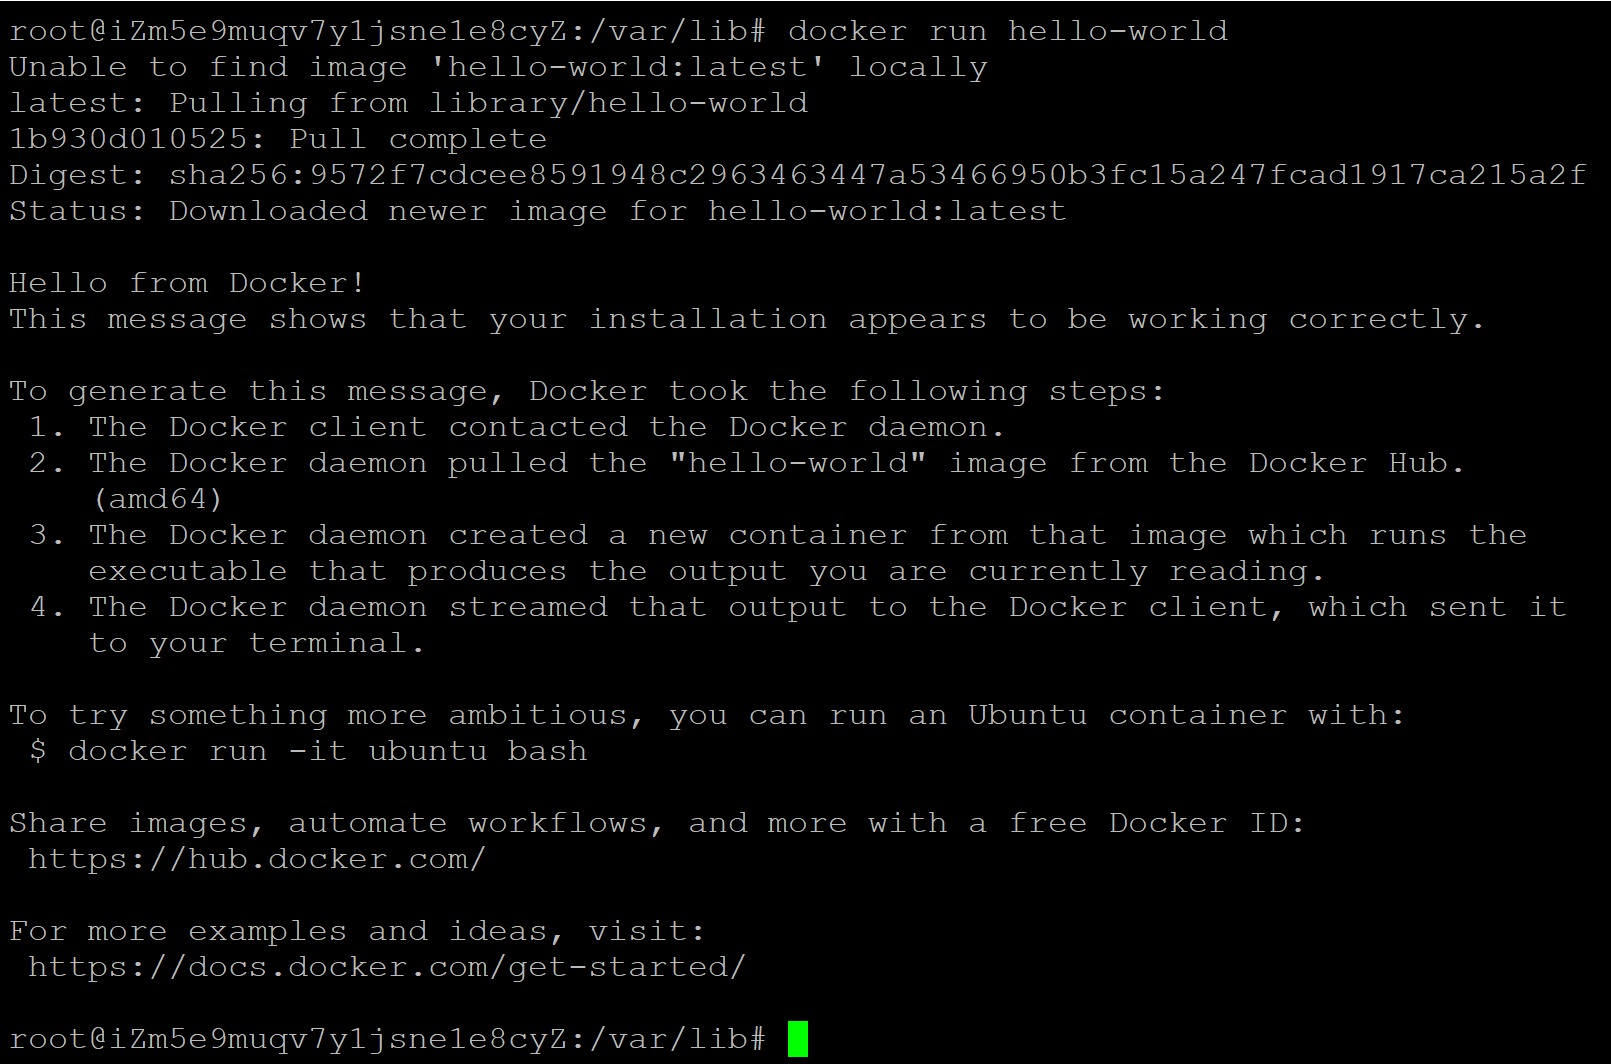 root@iZm5e9muqv7y1jsne1e8cyZ:/var/lib# docker run hello-world
Unable to find image 'hello-world:latest' locally
latest: Pulling from library/hello-world
1b930d010525: Pull complete
Digest: sha256:9572f7cdcee8591948c2963463447a53466950b3fc15a247fcad1917ca215a2f
Status: Downloaded newer image for hello-world:latest

Hello from Docker!
This message shows that your installation appears to be working correctly.

To generate this message, Docker took the following steps:
 1. The Docker client contacted the Docker daemon.
 2. The Docker daemon pulled the "hello-world" image from the Docker Hub.
    (amd64)
 3. The Docker daemon created a new container from that image which runs the
    executable that produces the output you are currently reading.
 4. The Docker daemon streamed that output to the Docker client, which sent it
    to your terminal.

To try something more ambitious, you can run an Ubuntu container with:
 $ docker run -it ubuntu bash

Share images, automate workflows, and more with a free Docker ID:
 https://hub.docker.com/

For more examples and ideas, visit:
 https://docs.docker.com/get-started/

root@iZm5e9muqv7y1jsne1e8cyZ:/var/lib#